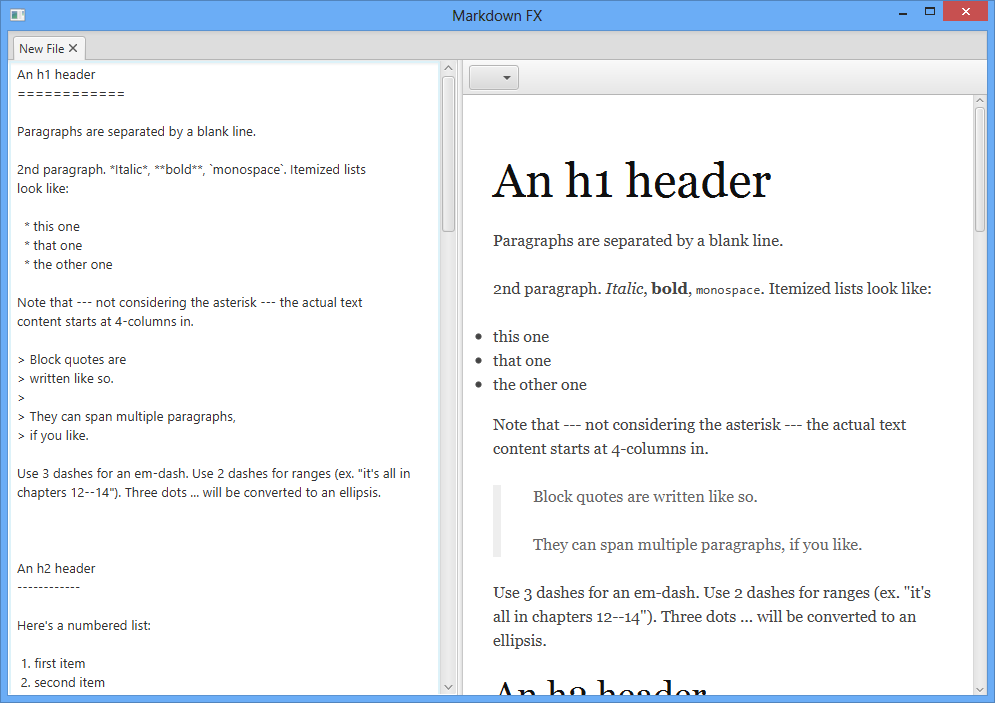 Markdown FX
New File
An h1 header
============
Paragraphs are separated by a blank line.
2nd paragraph. *Italic*, **bold**, `monospace`. Itemized lists
look like:
* this one
* that one
* the other one
Note that --- not considering the asterisk --- the actual text
content starts at 4-columns in.
> Block quotes are
> written like so.
>
> They can span multiple paragraphs,
> if you like.
Use 3 dashes for an em-dash. Use 2 dashes for ranges (ex. "it's all in
chapters 12--14"). Three dots ... will be converted to an ellipsis.
An h2 header
------------
Here's a numbered list:
1. first item
2. second item
An h1 header
Paragraphs are separated by a blank line.
2nd paragraph. Italic, bold, monospace. Itemized lists look like:
• this one
• that one
• the other one
Note that --- not considering the asterisk --- the actual text
content starts at 4-columns in.
Block quotes are written like so.
They can span multiple paragraphs, if you like.
Use 3 dashes for an em-dash. Use 2 dashes for ranges (ex. "it's
all in chapters 12--14"). Three dots ... will be converted to an
ellipsis.
An h2 header